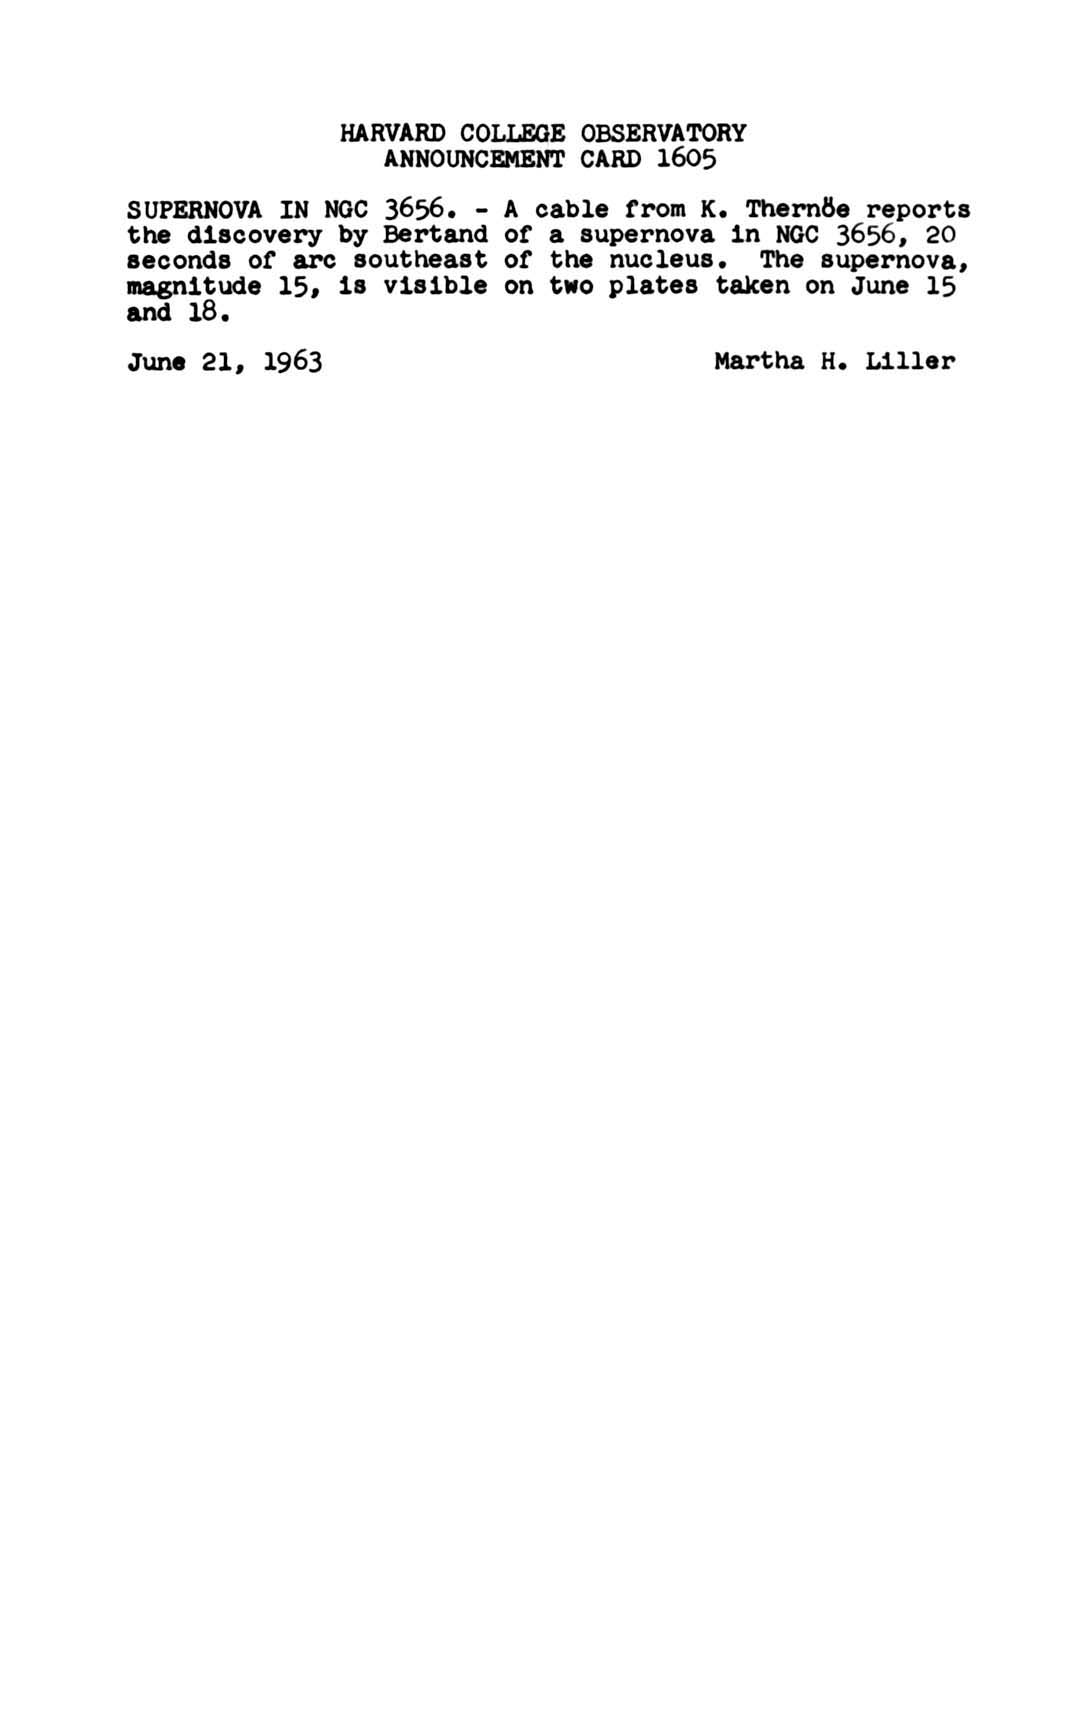 HARVARD COLLEGE OBSERVATORY
ANNOUNCEMENT CARD 1605
SUPERNOVA IN NGC 3656. - A cable from K. Thernöe reports
the discovery by Bertand of a supernova in NGC 3656, 20
seconds of arc southeast of the nucleus. The supernova,
magnitude 15, is visible on two plates taken on June 15
and 18.
June 21, 1963 Martha H. Liller